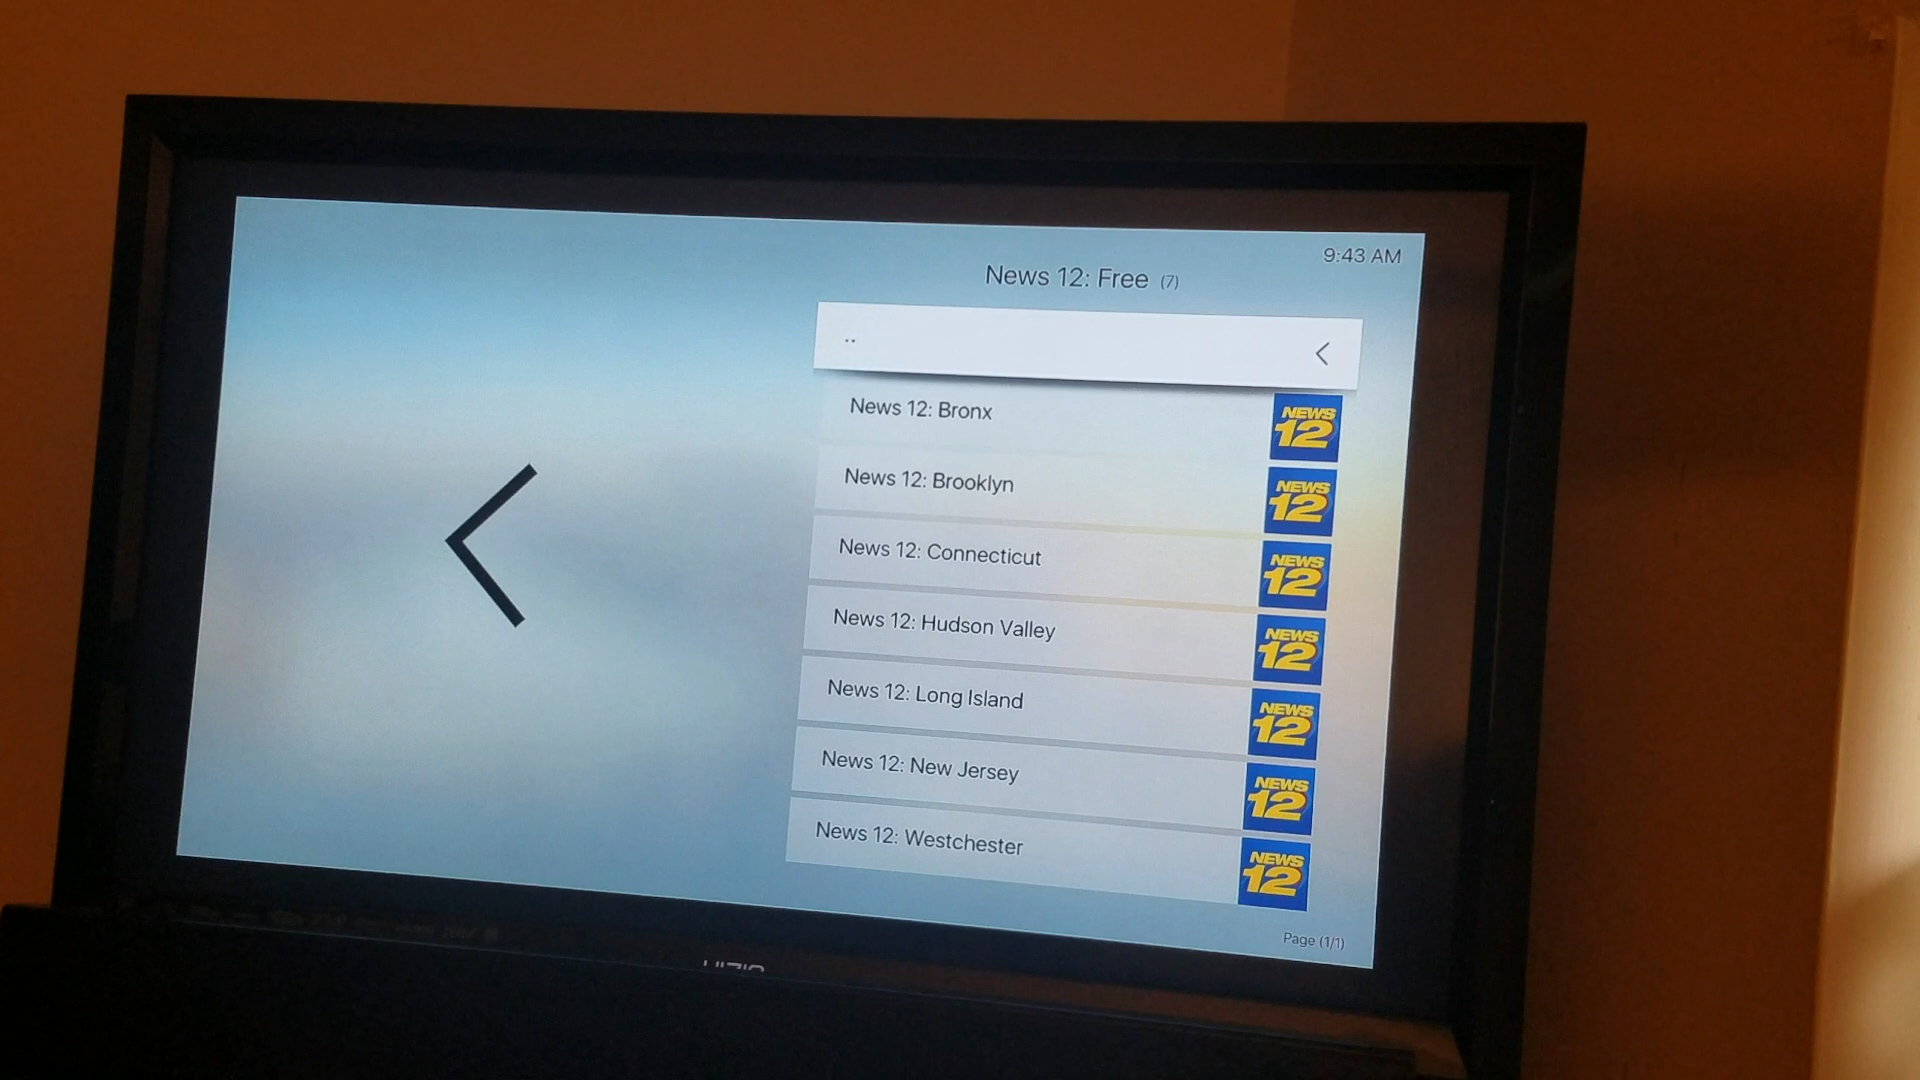 9:43 AM
News 12: Free (7)
..
News 12: Bronx
NEWS
12
News 12: Brooklyn
NEWS
12
News 12: Connecticut
NEWS
12
News 12: Hudson Valley
NEWS
12
News 12: Long Island
NEWS
12
News 12: New Jersey
NEWS
12
News 12: Westchester
NEWS
12
Page (1/1)